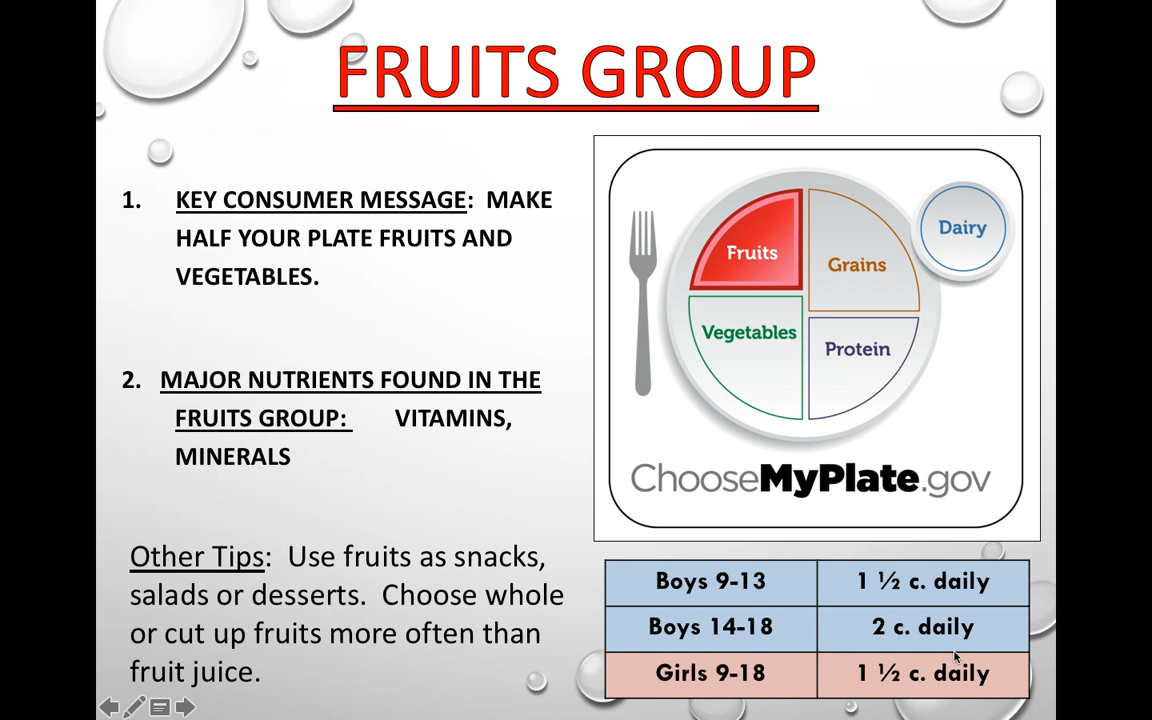 FRUITS GROUP
1. KEY CONSUMER MESSAGE: MAKE
HALF YOUR PLATE FRUITS AND
VEGETABLES.
2. MAJOR NUTRIENTS FOUND IN THE
FRUITS GROUP: VITAMINS,
MINERALS
Other Tips: Use fruits as snacks,
salads or desserts. Choose whole
or cut up fruits more often than
fruit juice.
Dairy
Fruits
Grains
Vegetables
Protein
ChooseMyPlate.gov
Boys 9-13 1 ½ c. daily
Boys 14-18 2 c. daily
Girls 9-18 1 ½ c. daily